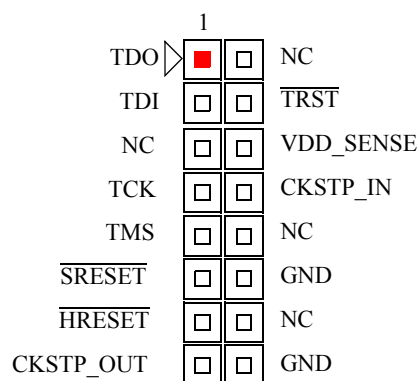 1
TDO NC
TDI TRST
NC VDD_SENSE
TCK CKSTP_IN
TMS NC
SRESET GND
HRESET NC
CKSTP_OUT GND